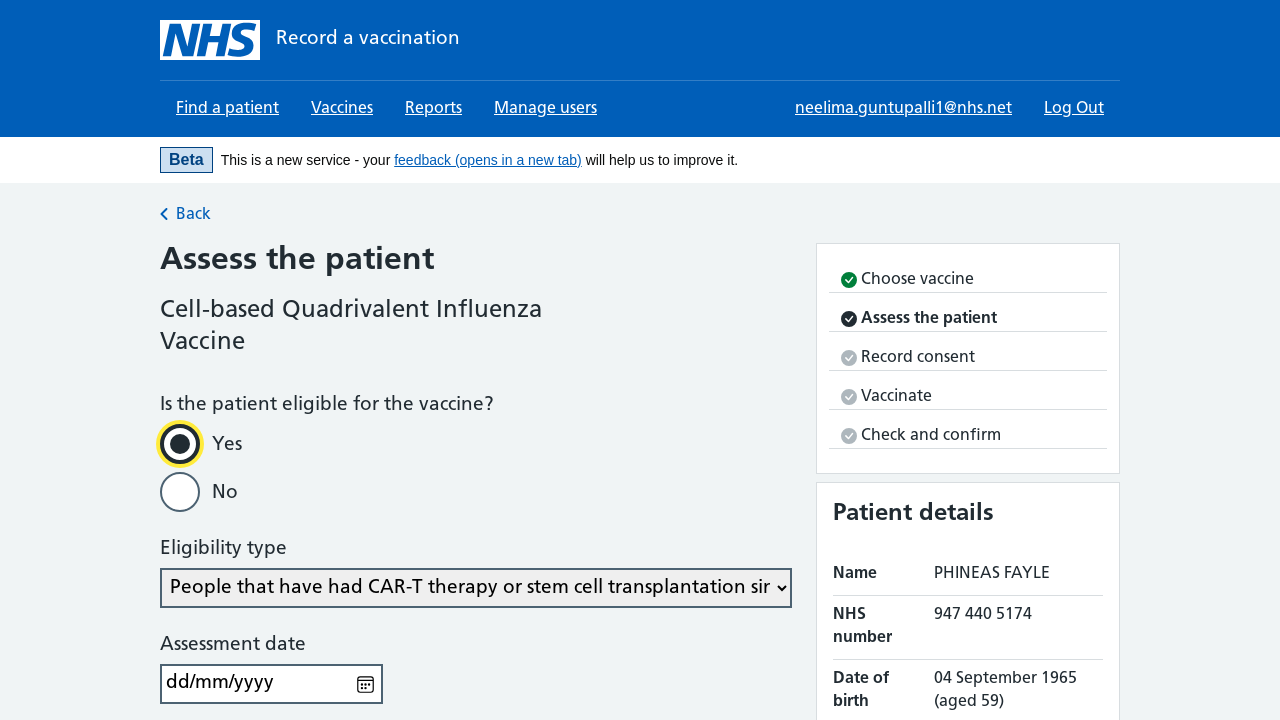 NHS Record a vaccination
Find a patient Vaccines Reports Manage users neelima.guntupalli1@nhs.net Log Out
Beta This is a new service - your feedback (opens in a new tab) will help us to improve it.
Back
Assess the patient
Cell-based Quadrivalent Influenza
Vaccine
Is the patient eligible for the vaccine?
Yes
No
Eligibility type
People that have had CAR-T therapy or stem cell transplantation sir
Assessment date
dd/mm/yyyy
Choose vaccine
Assess the patient
Record consent
Vaccinate
Check and confirm
Patient details
Name PHINEAS FAYLE
NHS 947 440 5174
number
Date of 04 September 1965
birth (aged 59)